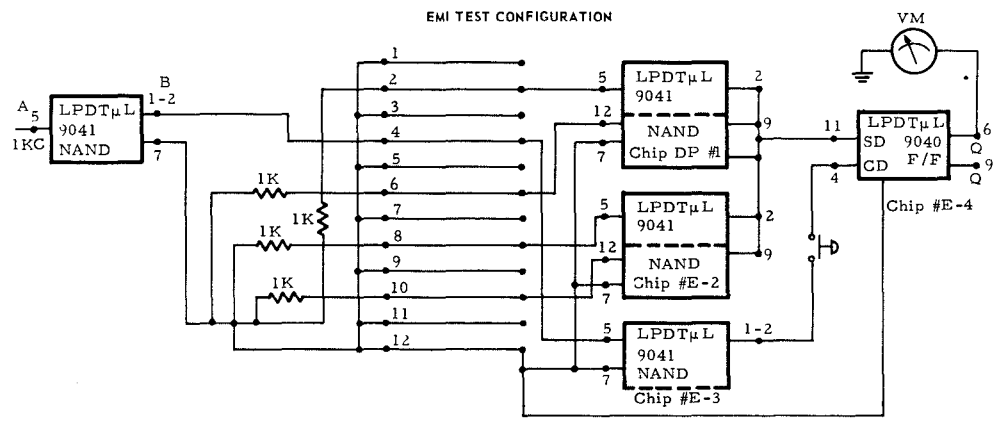 EMI TEST CONFIGURATION
VM
A 5
1KC
LPDTµL
9041
NAND
B
1-2
7
1K
1K
1K
1K
1
2
3
4
5
6
7
8
9
10
11
12
5
12
7
LPDTµL
9041
NAND
Chip DP #1
2
9
5
12
7
LPDTµL
9041
NAND
Chip #E-2
2
9
5
7
LPDTµL
9041
NAND
Chip #E-3
1-2
11
4
LPDTµL
SD 9040
CD F/F
6
Q
9
Q
Chip #E-4